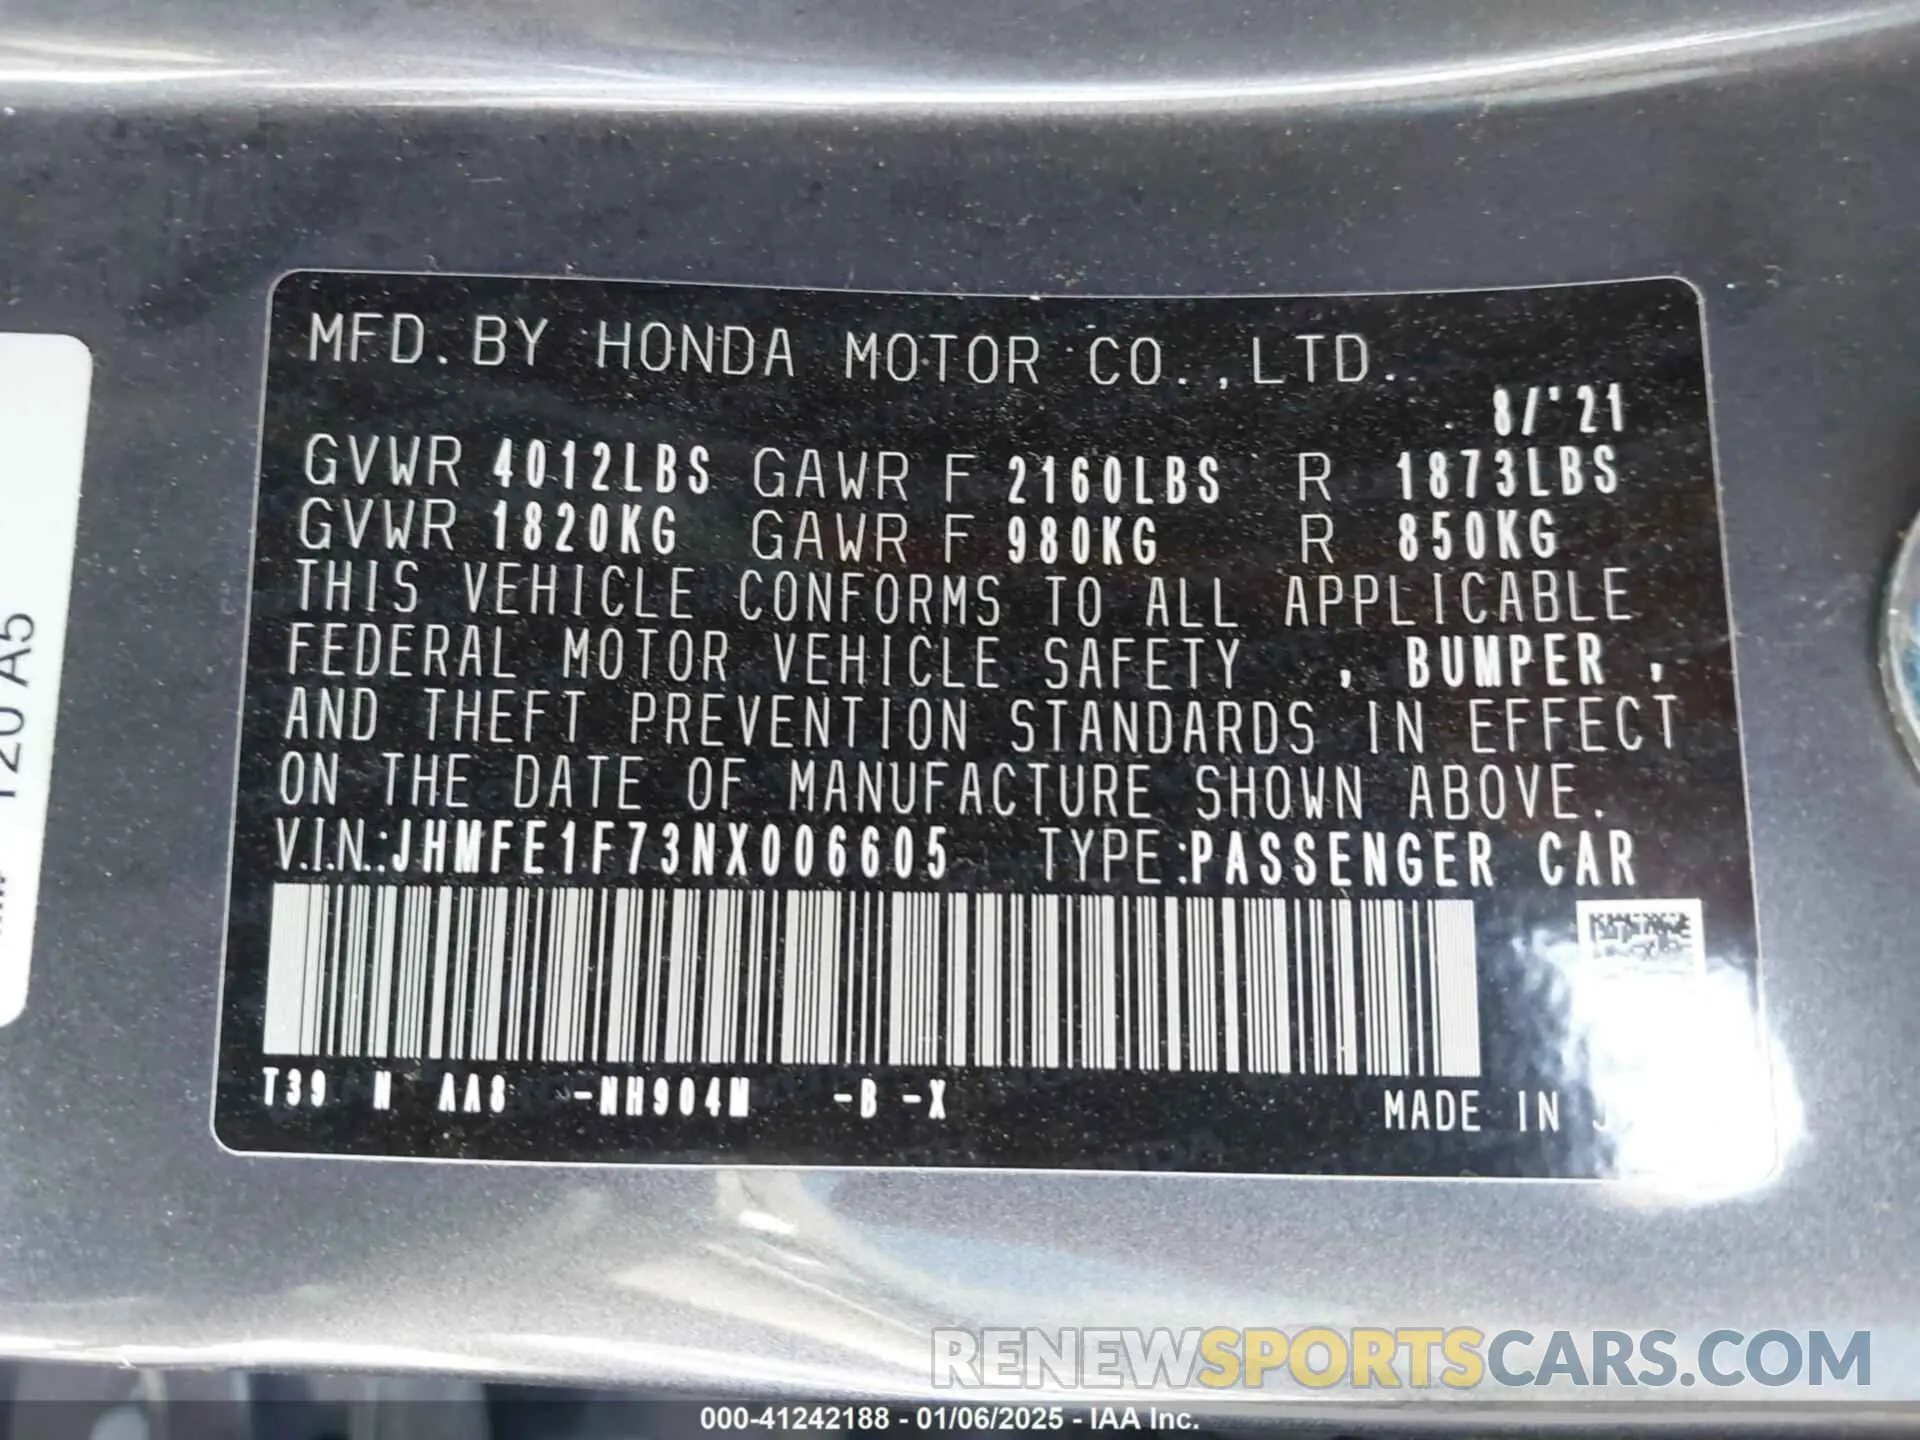 MFD. BY HONDA MOTOR CO., LTD.
8/'21
GVWR 4012LBS GAWR F 2160LBS R 1873LBS
GVWR 1820KG GAWR F 980KG R 850KG
THIS VEHICLE CONFORMS TO ALL APPLICABLE
FEDERAL MOTOR VEHICLE SAFETY , BUMPER ,
AND THEFT PREVENTION STANDARDS IN EFFECT
ON THE DATE OF MANUFACTURE SHOWN ABOVE.
V.I.N.:JHMFE1F73NX006605 TYPE:PASSENGER CAR
T39 N AA8 -NH904M -B -X
MADE IN
120 A5
RENEWSPORTSCARS.COM
000-41242188 - 01/06/2025 - IAA Inc.